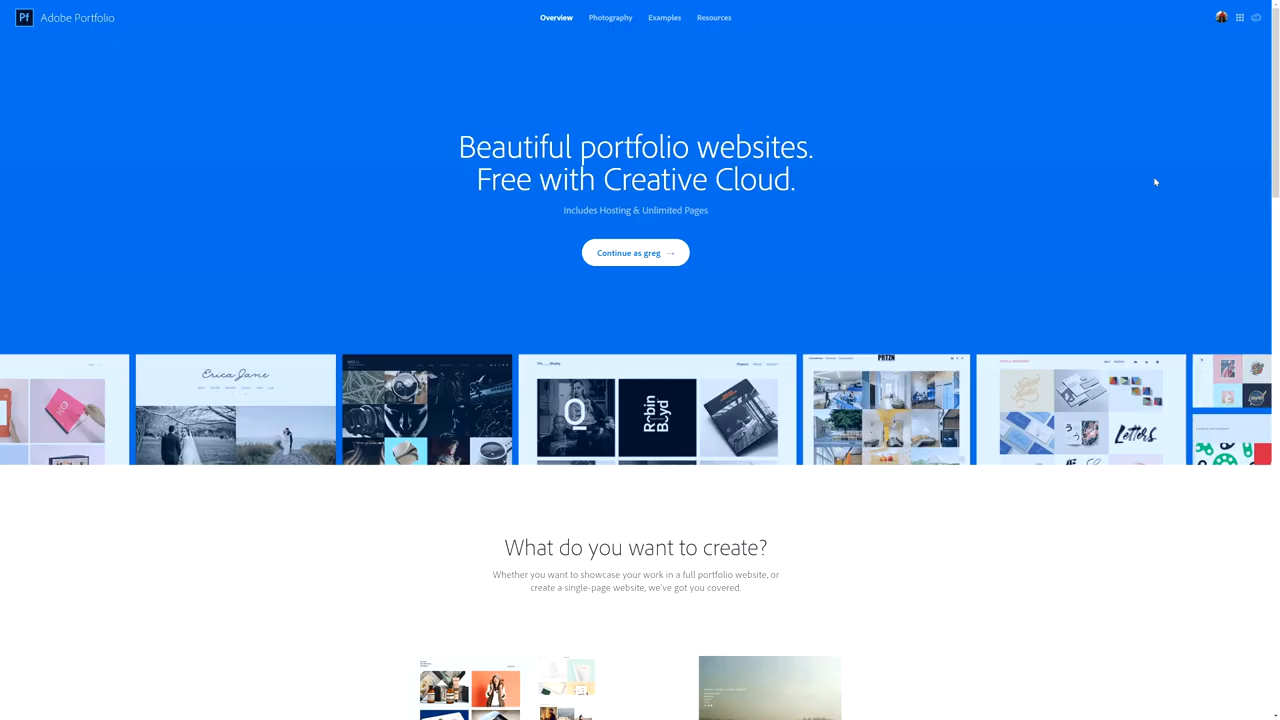 Pf Adobe Portfolio
Overview Photography Examples Resources
Beautiful portfolio websites.
Free with Creative Cloud.
Includes Hosting & Unlimited Pages
Continue as greg →
Erica Jane
PRTZN
Robin
Boyd
Letters
What do you want to create?
Whether you want to showcase your work in a full portfolio website, or
create a single-page website, we've got you covered.